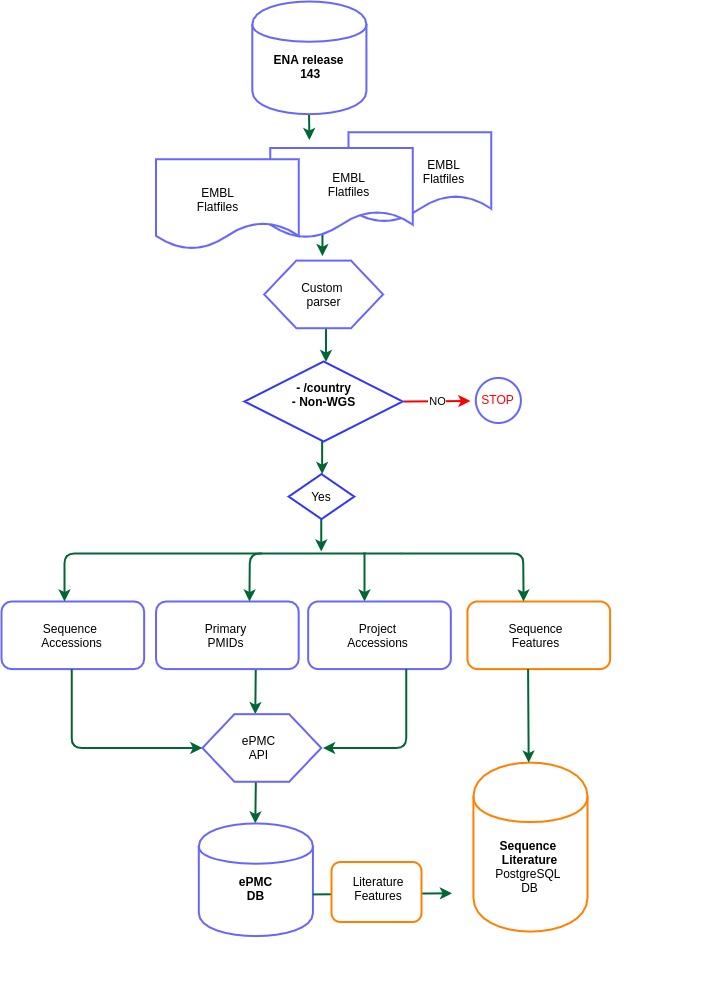 ENA release
143
EMBL
Flatfiles
EMBL
Flatfiles
EMBL
Flatfiles
Custom
parser
- /country
- Non-WGS
NO
STOP
Yes
Sequence
Accessions
Primary
PMIDs
Project
Accessions
Sequence
Features
ePMC
API
Sequence
Literature
PostgreSQL
DB
ePMC
DB
Literature
Features